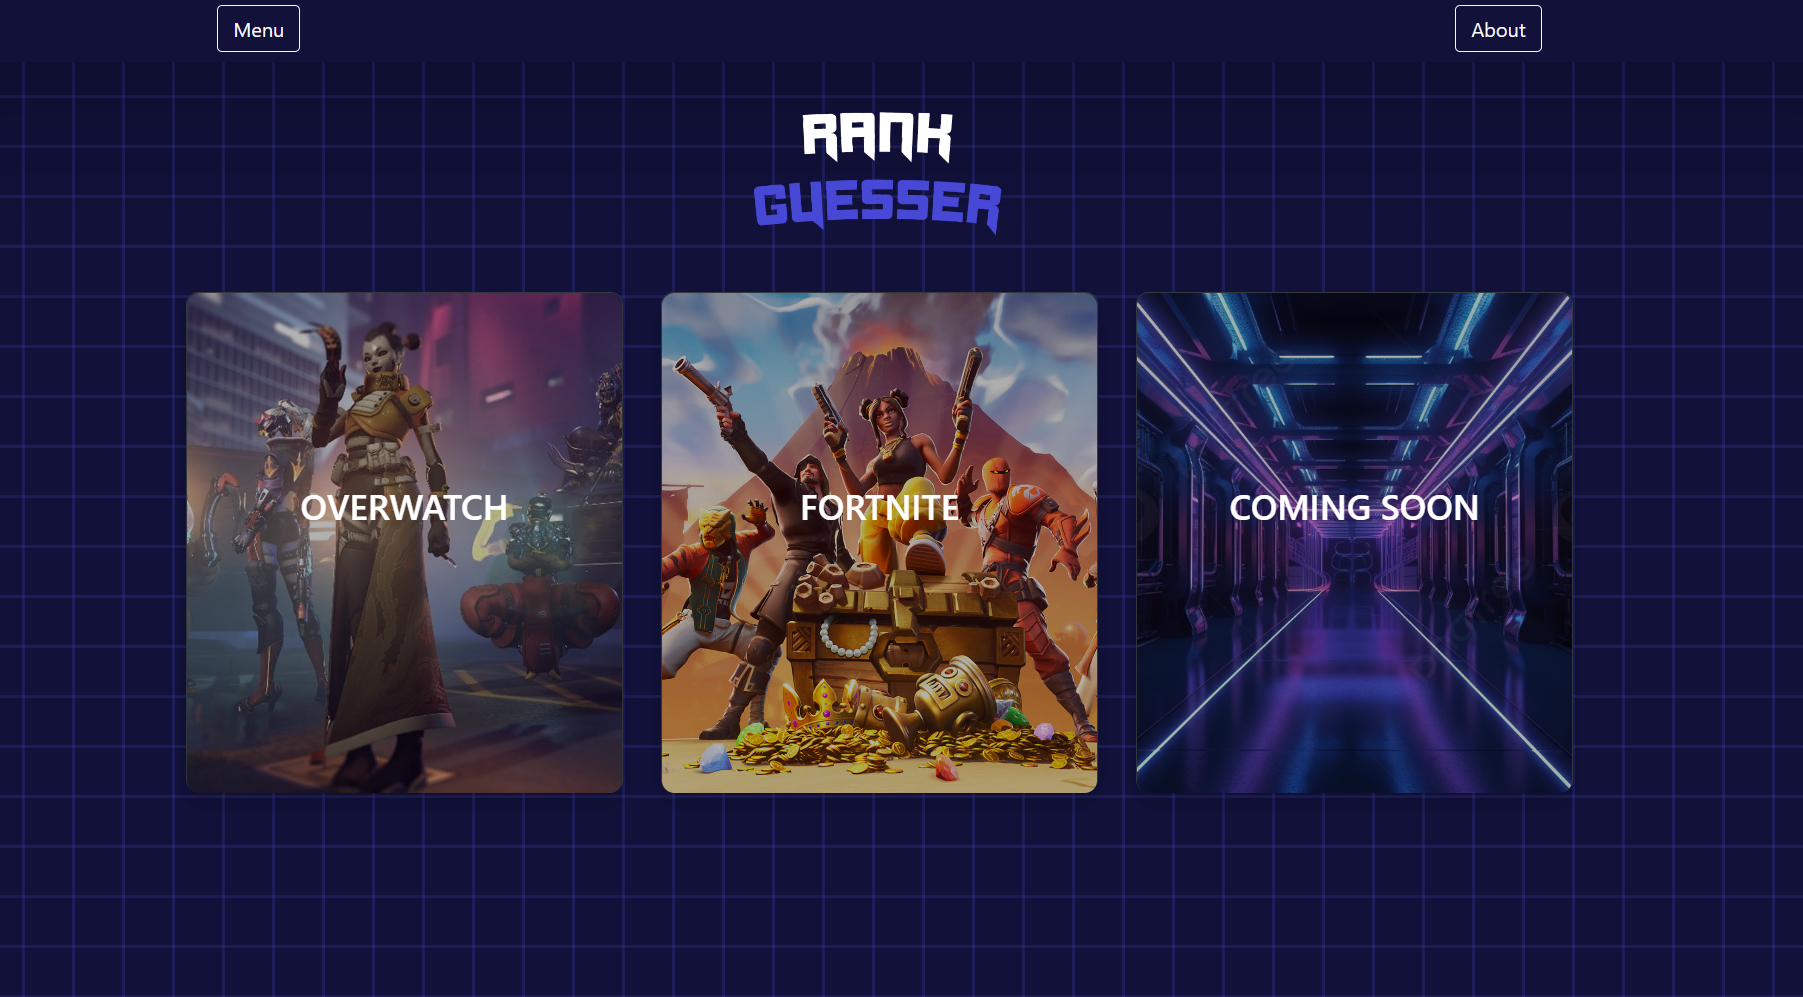 Menu
About
RANK
GUESSER
OVERWATCH
FORTNITE
COMING SOON